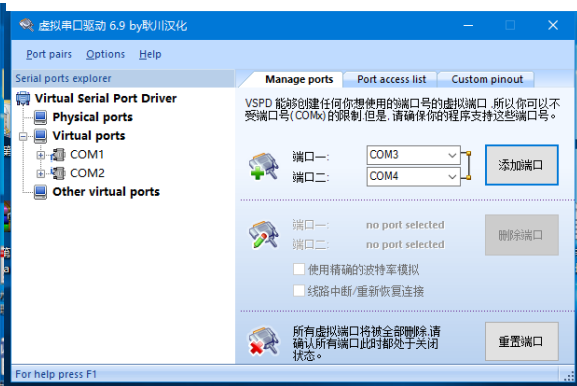 虚拟串口驱动 6.9 by耿川汉化
Port pairs Options Help
Serial ports explorer
Virtual Serial Port Driver
Physical ports
Virtual ports
COM1
COM2
Other virtual ports
Manage ports Port access list Custom pinout
VSPD 能够创建任何你想使用的端口号的虚拟端口 .所以你可以不
受端口号(COMx)的限制.但是. 请确保你的程序支持这些端口号。
端口一: COM3
端口二: COM4
添加端口
端口一: no port selected
端口二: no port selected
删除端口
使用精确的波特率模拟
线路中断/重新恢复连接
所有虚拟端口将被全部删除.请
确认所有端口此时都处于关闭
状态。
重置端口
For help press F1